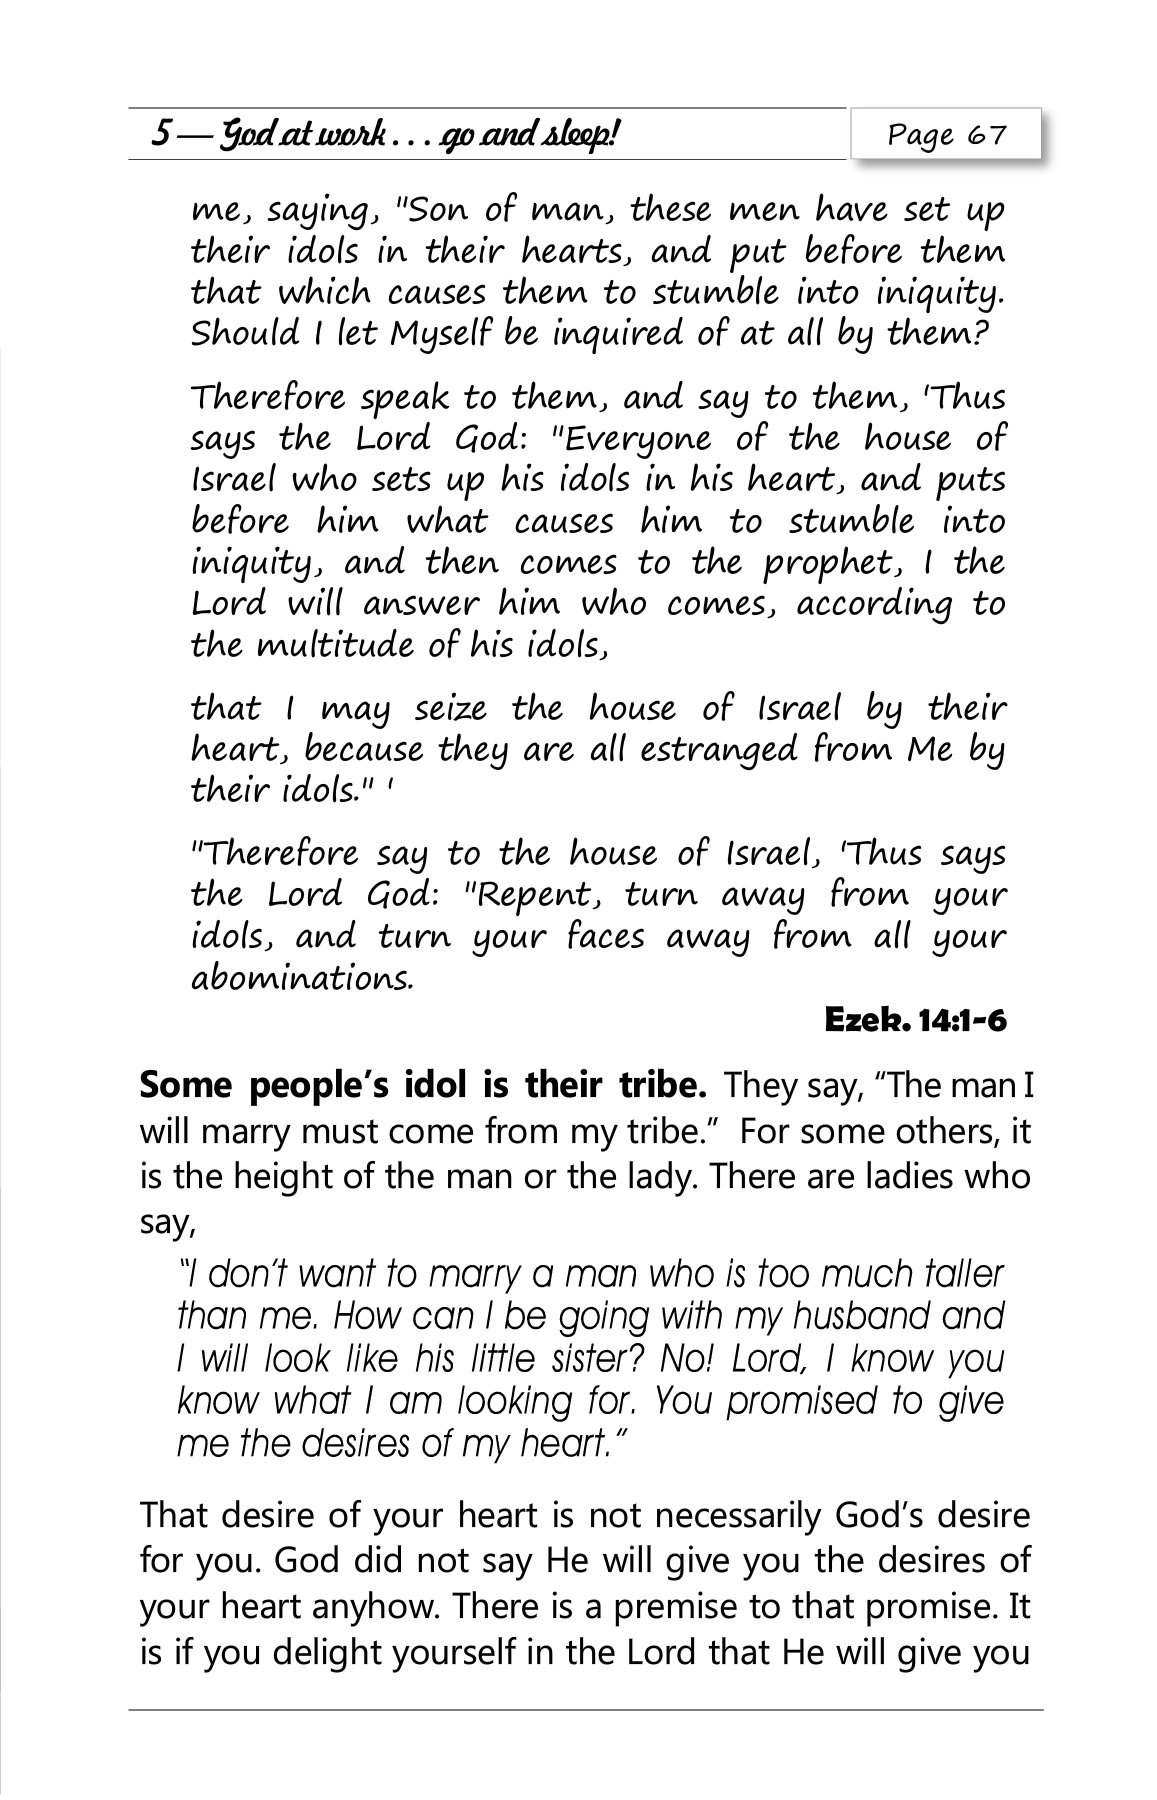 5 — God at work . . . go and sleep!
Page 67
me, saying, "Son of man, these men have set up
their idols in their hearts, and put before them
that which causes them to stumble into iniquity.
Should I let Myself be inquired of at all by them?
Therefore speak to them, and say to them, 'Thus
says the Lord God: "Everyone of the house of
Israel who sets up his idols in his heart, and puts
before him what causes him to stumble into
iniquity, and then comes to the prophet, I the
Lord will answer him who comes, according to
the multitude of his idols,
that I may seize the house of Israel by their
heart, because they are all estranged from Me by
their idols." '
"Therefore say to the house of Israel, 'Thus says
the Lord God: "Repent, turn away from your
idols, and turn your faces away from all your
abominations.
Ezek. 14:1-6
Some people’s idol is their tribe. They say, “The man I
will marry must come from my tribe.” For some others, it
is the height of the man or the lady. There are ladies who
say,
“I don’t want to marry a man who is too much taller
than me. How can I be going with my husband and
I will look like his little sister? No! Lord, I know you
know what I am looking for. You promised to give
me the desires of my heart.”
That desire of your heart is not necessarily God’s desire
for you. God did not say He will give you the desires of
your heart anyhow. There is a premise to that promise. It
is if you delight yourself in the Lord that He will give you